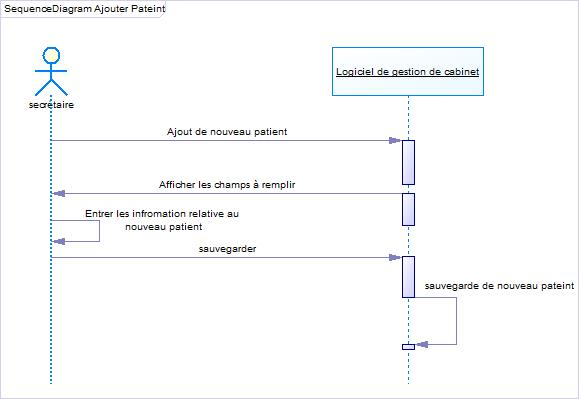 SequenceDiagram Ajouter Pateint
Logiciel de gestion de cabinet
secrétaire
Ajout de nouveau patient
Afficher les champs à remplir
Entrer les infromation relative au
nouveau patient
sauvegarder
sauvegarde de nouveau pateint